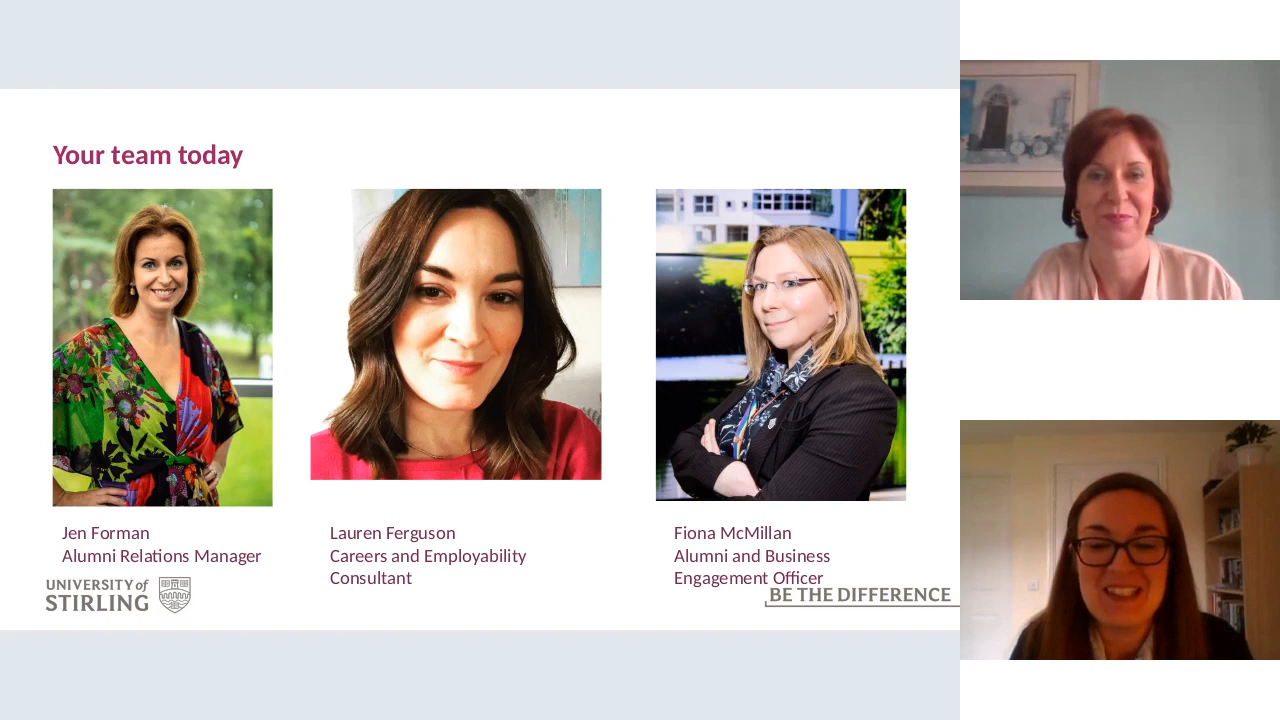 Your team today
Jen Forman
Alumni Relations Manager
Lauren Ferguson
Careers and Employability
Consultant
Fiona McMillan
Alumni and Business
Engagement Officer
UNIVERSITY of
STIRLING
BE THE DIFFERENCE